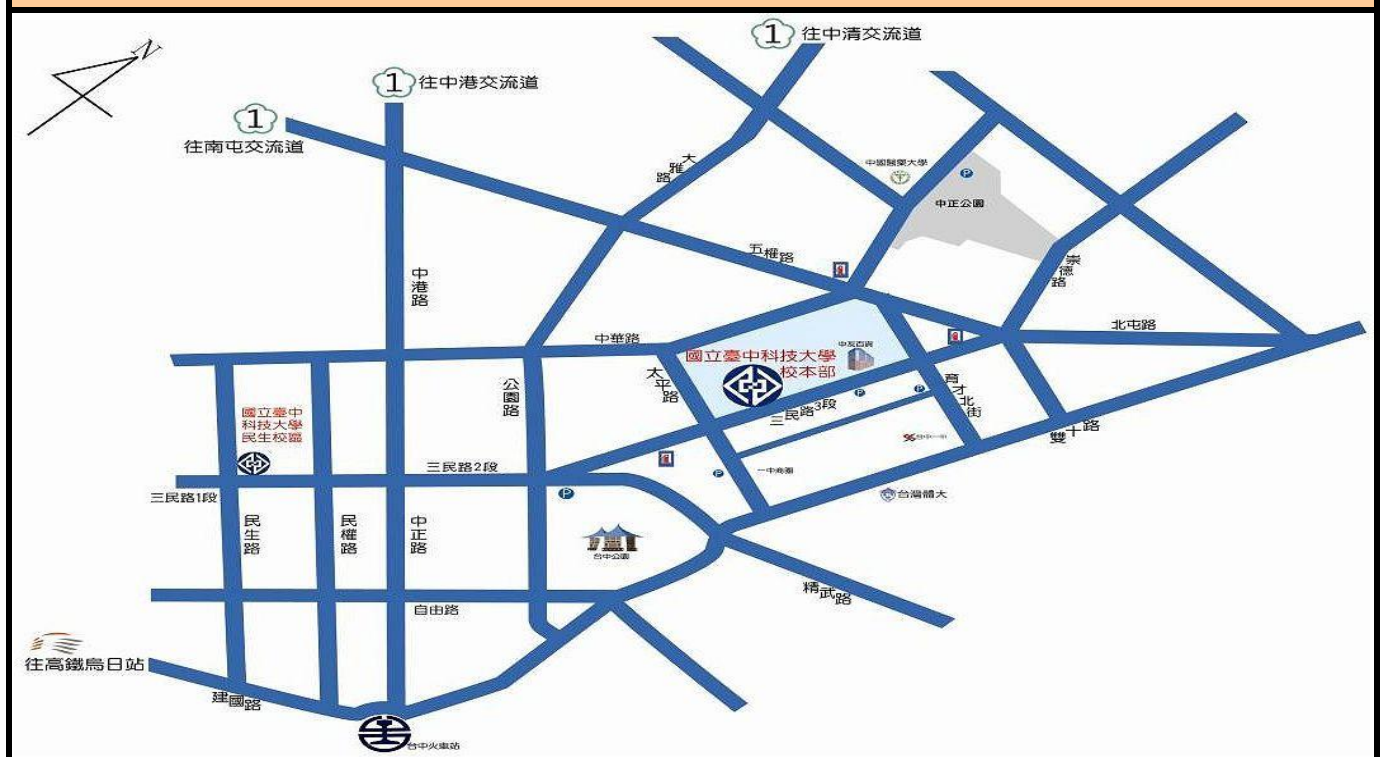 N
1 往中清交流道
1 往中港交流道
1
往南屯交流道
大雅路
中國醫藥大學
P
中正公園
五權路
崇德路
中港路
中華路
北屯路
國立臺中科技大學
校本部
中友百貨
太平路
公園路
國立臺中
科技大學
民生校區
三民路3段
P
P
育才北街
雙十路
台中一中
三民路2段
一中商圈
P
三民路1段
P
台灣體大
民生路
民權路
中正路
台中公園
精武路
自由路
往高鐵烏日站
建國路
台中火車站